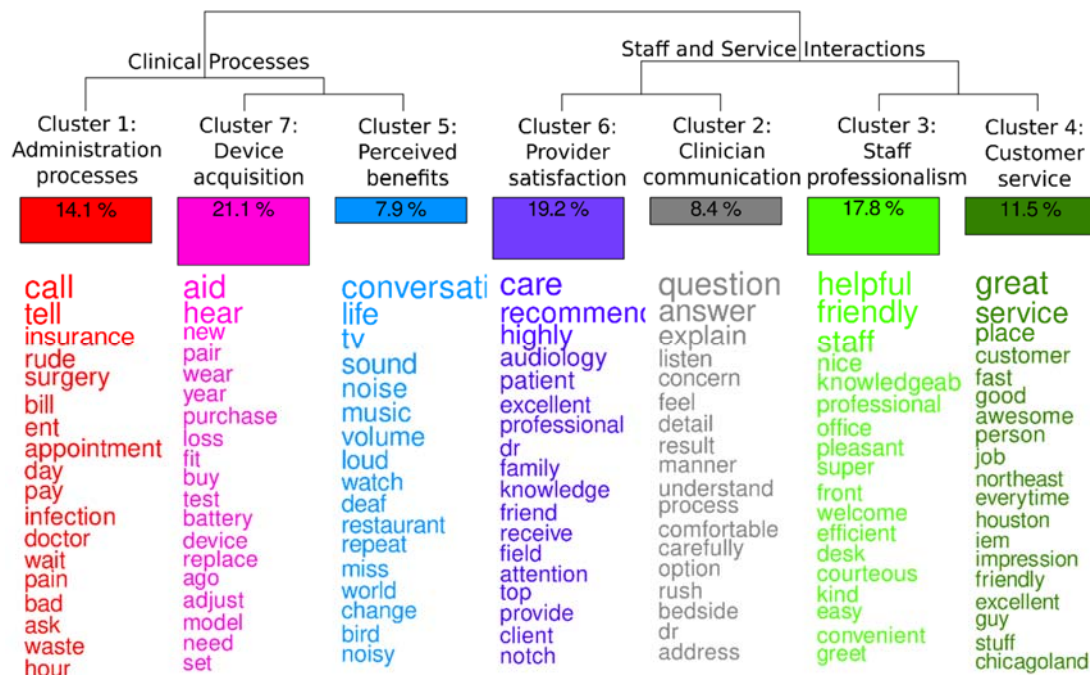 Clinical Processes
Staff and Service Interactions
Cluster 1:
Administration
processes
14.1 %
call
tell
insurance
rude
surgery
bill
ent
appointment
day
pay
infection
doctor
wait
pain
bad
ask
waste
hour
Cluster 7:
Device
acquisition
21.1 %
aid
hear
new
pair
wear
year
purchase
loss
fit
buy
test
battery
device
replace
ago
adjust
model
need
set
Cluster 5:
Perceived
benefits
7.9 %
conversati
life
tv
sound
noise
music
volume
loud
watch
deaf
restaurant
repeat
miss
world
change
bird
noisy
Cluster 6:
Provider
satisfaction
19.2 %
care
recommend
highly
audiology
patient
excellent
professional
dr
family
knowledge
friend
receive
field
attention
top
provide
client
notch
Cluster 2:
Clinician
communication
8.4 %
question
answer
explain
listen
concern
feel
detail
result
manner
understand
process
comfortable
carefully
option
rush
bedside
dr
address
Cluster 3:
Staff
professionalism
17.8 %
helpful
friendly
staff
nice
knowledgeab
professional
office
pleasant
super
front
welcome
efficient
desk
courteous
kind
easy
convenient
greet
Cluster 4:
Customer
service
11.5 %
great
service
place
customer
fast
good
awesome
person
job
northeast
everytime
houston
iem
impression
friendly
excellent
guy
stuff
chicagoland